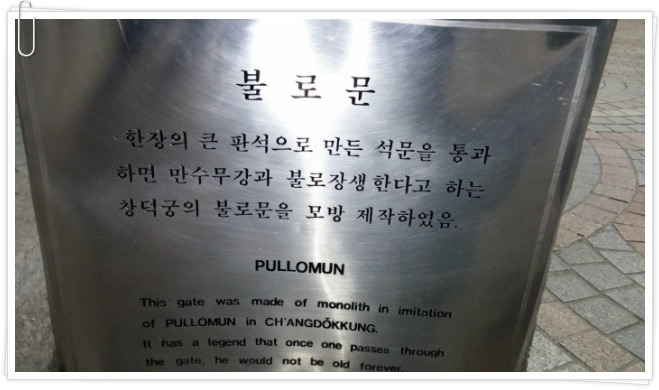 불로문
한장의 큰 판석으로 만든 석문을 통과
하면 만수무강과 불로장생한다고 하는
창덕궁의 불로문을 모방 제작하였음.
PULLOMUN
This gate was made of monolith in imitation
of PULLOMUN in CH'ANGDŎKKUNG.
It has a legend that once one passes through
the gate, he would not be old forever.